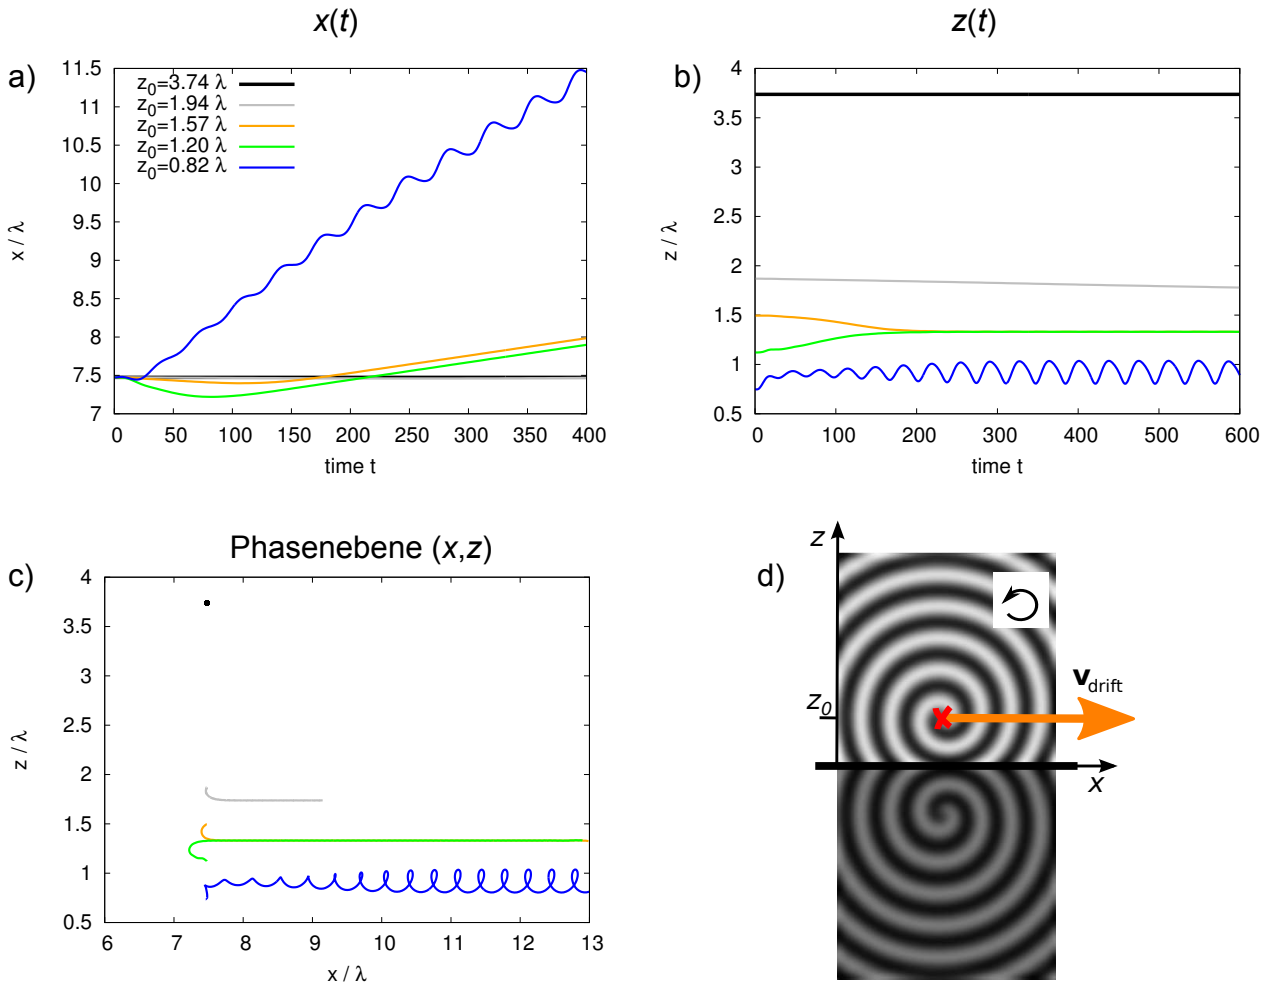 x(t)
z(t)
a)
11.5
11
10.5
10
9.5
9
8.5
8
7.5
7
x / λ
z₀=3.74 λ
z₀=1.94 λ
z₀=1.57 λ
z₀=1.20 λ
z₀=0.82 λ
0 50 100 150 200 250 300 350 400
time t
b)
4
3.5
3
2.5
2
1.5
1
0.5
z / λ
0 100 200 300 400 500 600
time t
Phasenebene (x,z)
c)
4
3.5
3
2.5
2
1.5
1
0.5
z / λ
6 7 8 9 10 11 12 13
x / λ
d)
z
v_drift
z₀
x